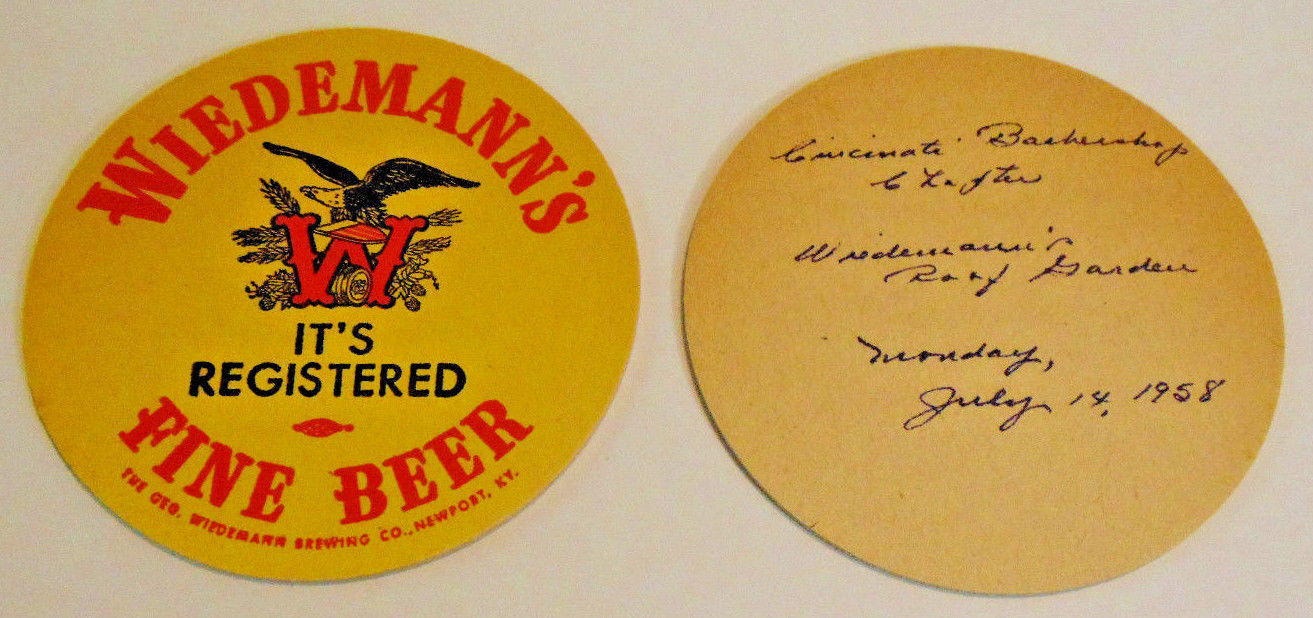 WIEDEMANN'S
W
IT'S
REGISTERED
FINE BEER
THE GEO. WIEDEMANN BREWING CO., NEWPORT, KY.
Cincinati Barbershop
Chapter
Wiedemann's
Roof Garden
Monday,
July 14, 1958